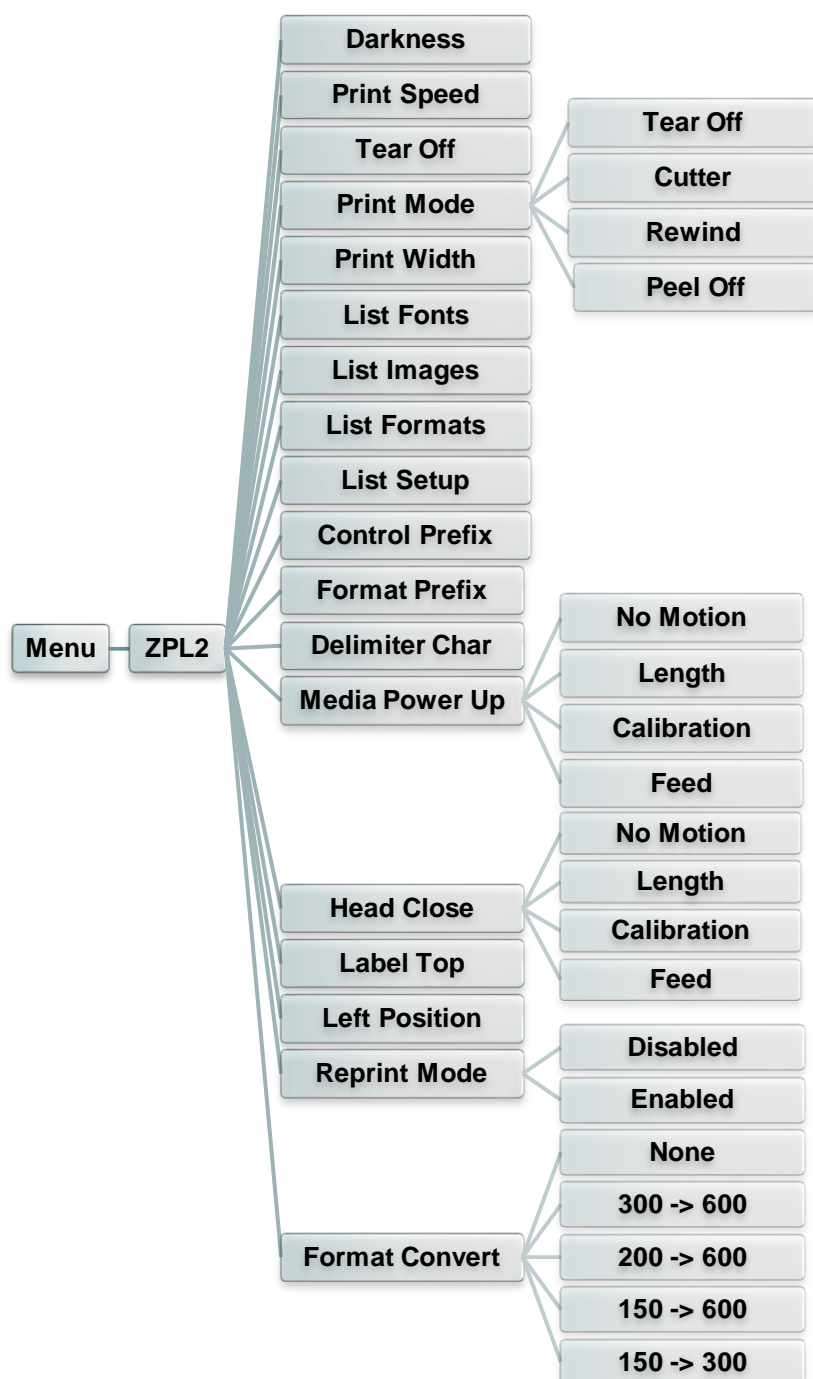 Menu
ZPL2
Darkness
Print Speed
Tear Off
Print Mode
Tear Off
Cutter
Rewind
Peel Off
Print Width
List Fonts
List Images
List Formats
List Setup
Control Prefix
Format Prefix
Delimiter Char
Media Power Up
No Motion
Length
Calibration
Feed
Head Close
No Motion
Length
Calibration
Feed
Label Top
Left Position
Reprint Mode
Disabled
Enabled
Format Convert
None
300 -> 600
200 -> 600
150 -> 600
150 -> 300